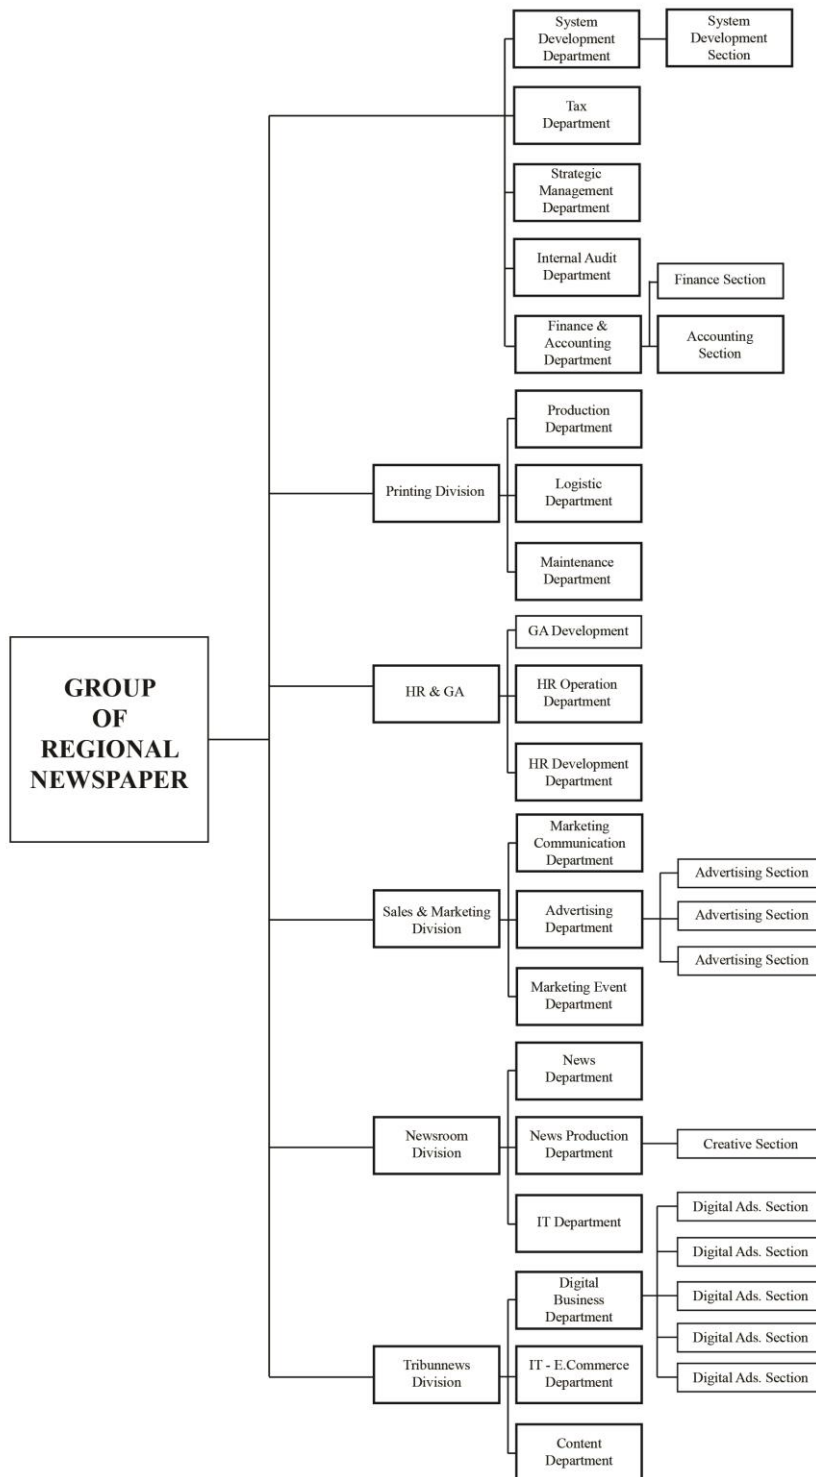 System
Development
Department
System
Development
Section
Tax
Department
Strategic
Management
Department
Internal Audit
Department
Finance &
Accounting
Department
Finance Section
Accounting
Section
Printing Division
Production
Department
Logistic
Department
Maintenance
Department
GROUP
OF
REGIONAL
NEWSPAPER
HR & GA
GA Development
HR Operation
Department
HR Development
Department
Sales & Marketing
Division
Marketing
Communication
Department
Advertising
Department
Advertising Section
Advertising Section
Advertising Section
Marketing Event
Department
Newsroom
Division
News
Department
News Production
Department
Creative Section
IT Department
Tribunnews
Division
Digital
Business
Department
Digital Ads. Section
Digital Ads. Section
Digital Ads. Section
Digital Ads. Section
Digital Ads. Section
IT - E.Commerce
Department
Content
Department